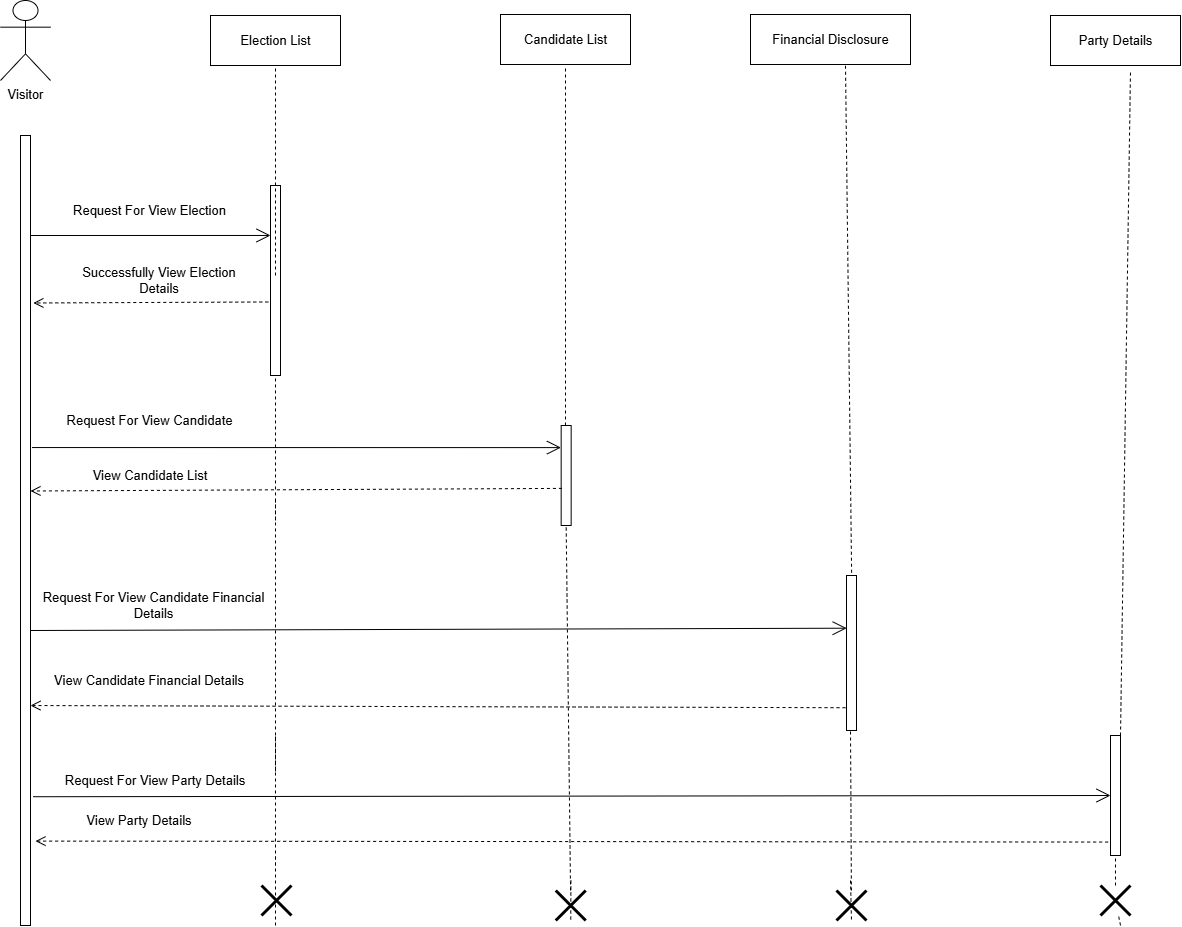 Election List
Candidate List
Financial Disclosure
Party Details
Visitor
Request For View Election
Successfully View Election
Details
Request For View Candidate
View Candidate List
Request For View Candidate Financial
Details
View Candidate Financial Details
Request For View Party Details
View Party Details